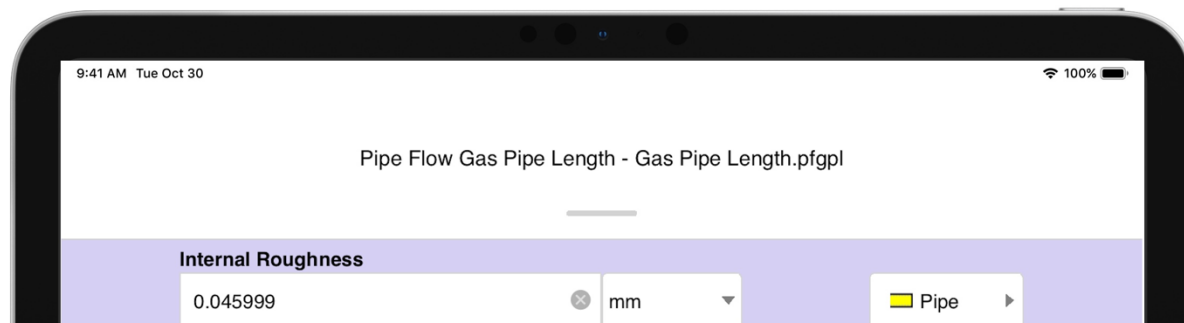 9:41 AM Tue Oct 30 100%
Pipe Flow Gas Pipe Length - Gas Pipe Length.pfgpl
Internal Roughness
0.045999 mm Pipe